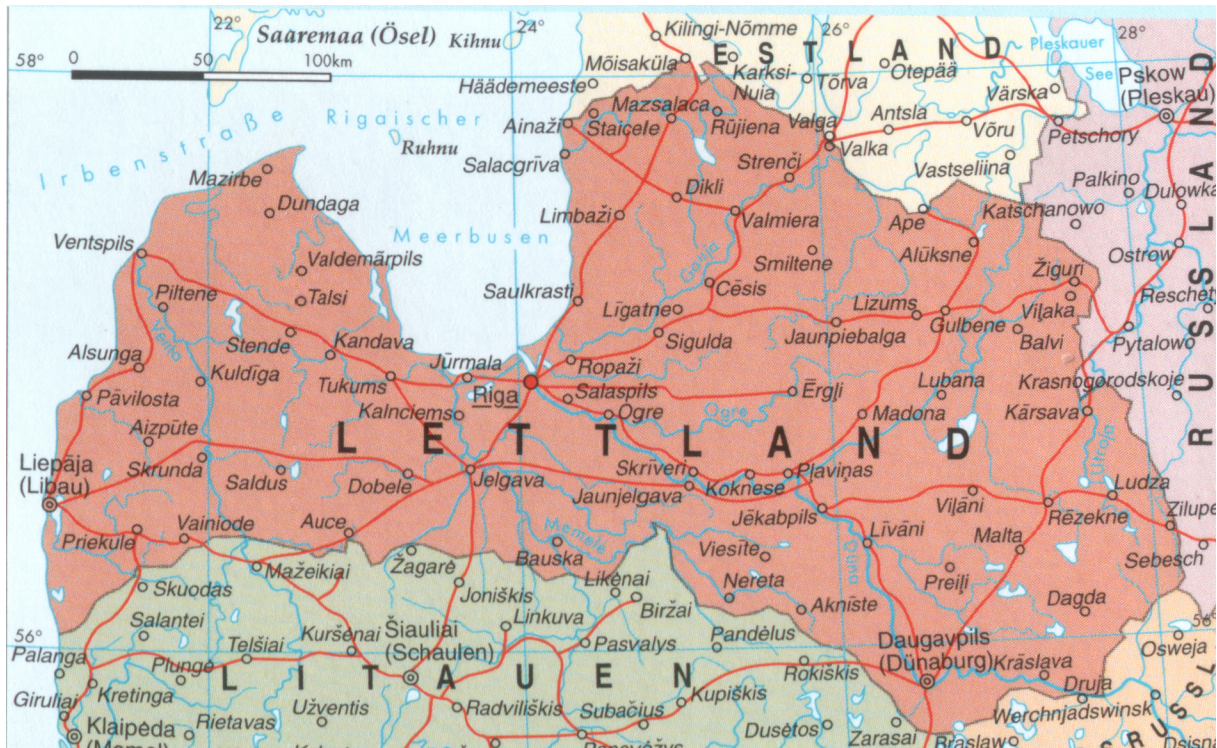 22°
24°
26°
28°
Saaremaa (Ösel)
Kihnu
Kilingi-Nõmme
ESTLAND
Pleskauer
See
Pskow
(Pleskau)
58°
0
50
100km
Mõisaküla
Karksi-
Nuia
Otepää
Tõrva
Häädemeeste
Värska
Mazsalaca
Antsla
Irbenstraße
Rigaischer
Ainaži
Staicele
Rūjiena
Valga
Võru
Petschory
Ruhnu
Valka
Salacgrīva
Strenči
Vastseliina
Mazirbe
Palkino
Dulowka
Dikli
Dundaga
Limbaži
Valmiera
Ape
Katschanowo
Meerbusen
Ventspils
Gauja
Alūksne
Ostrow
Valdemārpils
Smiltene
Žiguri
Piltene
Talsi
Saulkrasti
Cēsis
Reschety
Līgatne
Lizums
Viļaka
Venta
Stende
Kandava
Sigulda
Jaunpiebalga
Gulbene
Balvi
Pytalowo
Alsunga
Jūrmala
Ropaži
Kuldīga
Tukums
Riga
Salaspils
Ērgļi
Lubana
Krasnogorodskoje
Pāvilosta
Kalnciems
Ogre
Ogre
Madona
Kārsava
Aizpūte
LETTLAND
RUSSLAND
Utroja
Liepāja
(Libau)
Skrunda
Saldus
Dobele
Jelgava
Skrīveri
Koknese
Pļaviņas
Jaunjelgava
Ludza
Viļāni
Vainiode
Auce
Jēkabpils
Rēzekne
Zilupe
Priekule
Memele
Līvāni
Malta
Bauska
Viesīte
Düna
Sebesch
Mažeikiai
Žagarė
Skuodas
Likėnai
Nereta
Preiļi
Joniškis
Biržai
Aknīste
Dagda
Salantei
Linkuva
56°
56°
Kuršėnai
Šiauliai
(Schaulen)
Pasvalys
Pandėlus
Daugavpils
(Dünaburg)
Osweja
Palanga
Telšiai
Plungė
Rokiškis
Krāslava
LITAUEN
Giruliai
Kretinga
Kupiškis
Druja
Užventis
Radviliškis
Werchnjadswinsk
Klaipėda
Rietavas
Subačius
Dusėtos
Zarasai
Braslaw